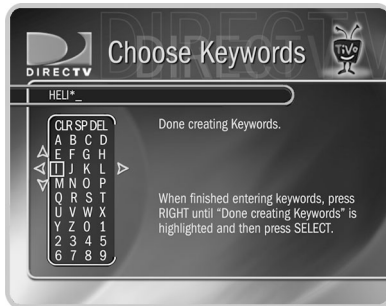 DIRECTV
Choose Keywords
TiVo
HELI*_
CLR SP DEL
A B C D
E F G H
I J K L
M N O P
Q R S T
U V W X
Y Z 0 1
2 3 4 5
6 7 8 9
Done creating Keywords.
When finished entering keywords, press
RIGHT until "Done creating Keywords" is
highlighted and then press SELECT.